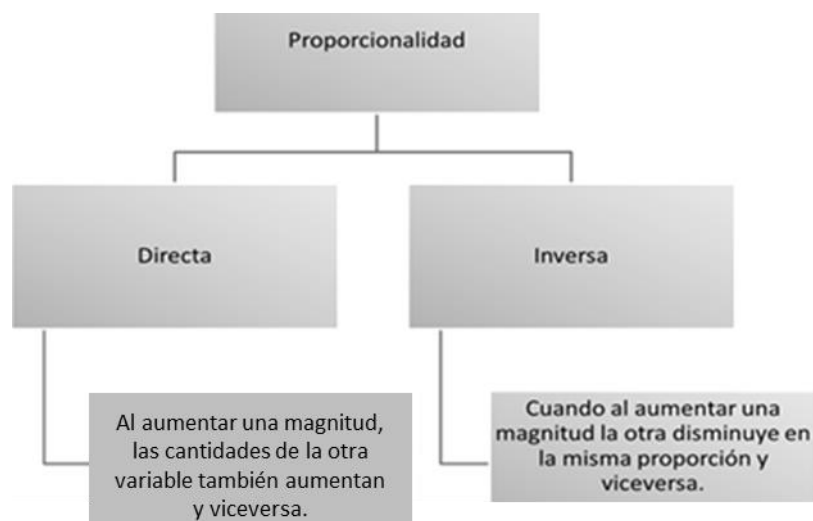 Proporcionalidad
Directa
Inversa
Al aumentar una magnitud,
las cantidades de la otra
variable también aumentan
y viceversa.
Cuando al aumentar una
magnitud la otra disminuye en
la misma proporción y
viceversa.